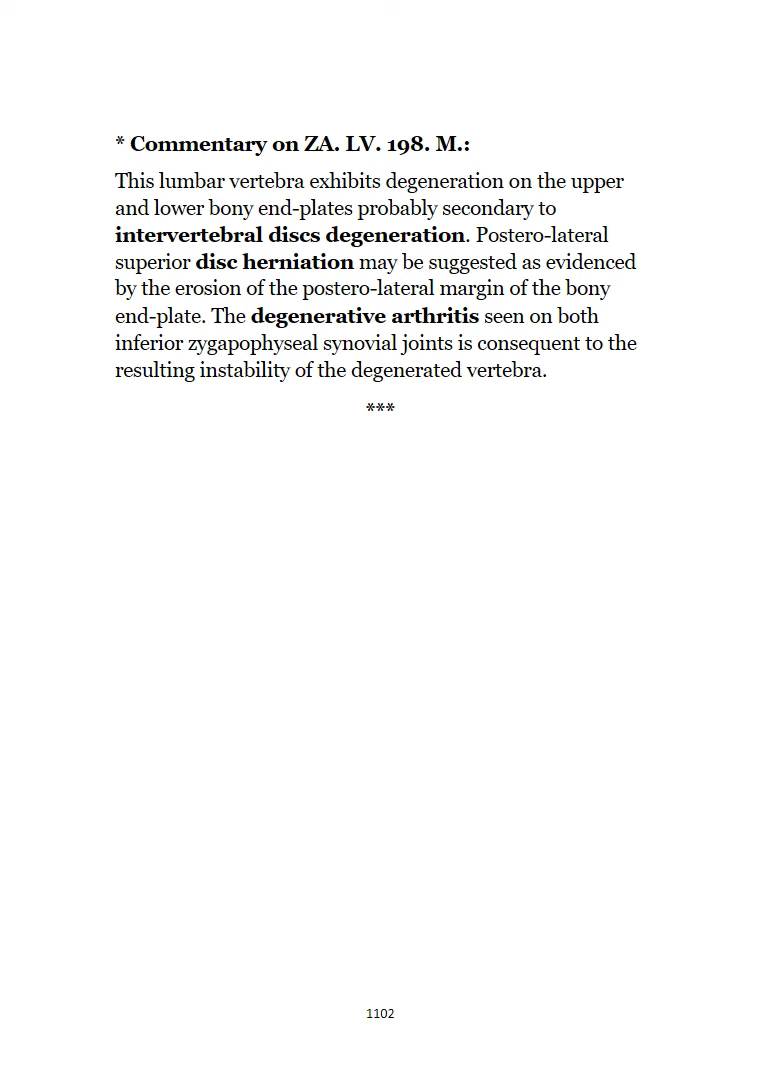 * Commentary on ZA. LV. 198. M.:
This lumbar vertebra exhibits degeneration on the upper
and lower bony end-plates probably secondary to
intervertebral discs degeneration. Postero-lateral
superior disc herniation may be suggested as evidenced
by the erosion of the postero-lateral margin of the bony
end-plate. The degenerative arthritis seen on both
inferior zygapophyseal synovial joints is consequent to the
resulting instability of the degenerated vertebra.
***
1102